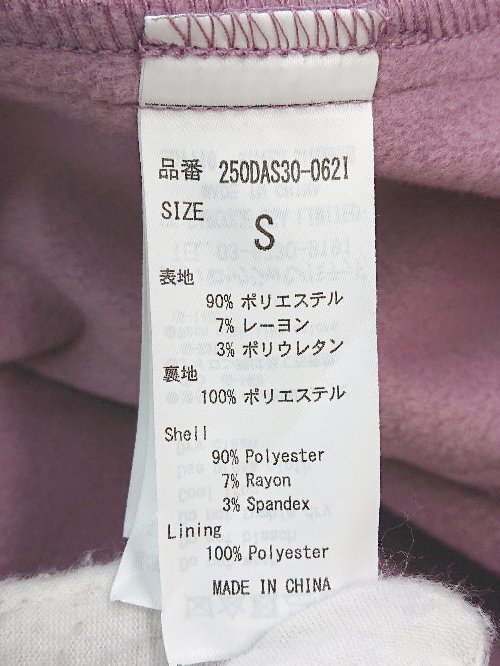 品番 250DAS30-062I
SIZE
S
表地
90% ポリエステル
7% レーヨン
3% ポリウレタン
裏地
100% ポリエステル
Shell
90% Polyester
7% Rayon
3% Spandex
Lining
100% Polyester
MADE IN CHINA